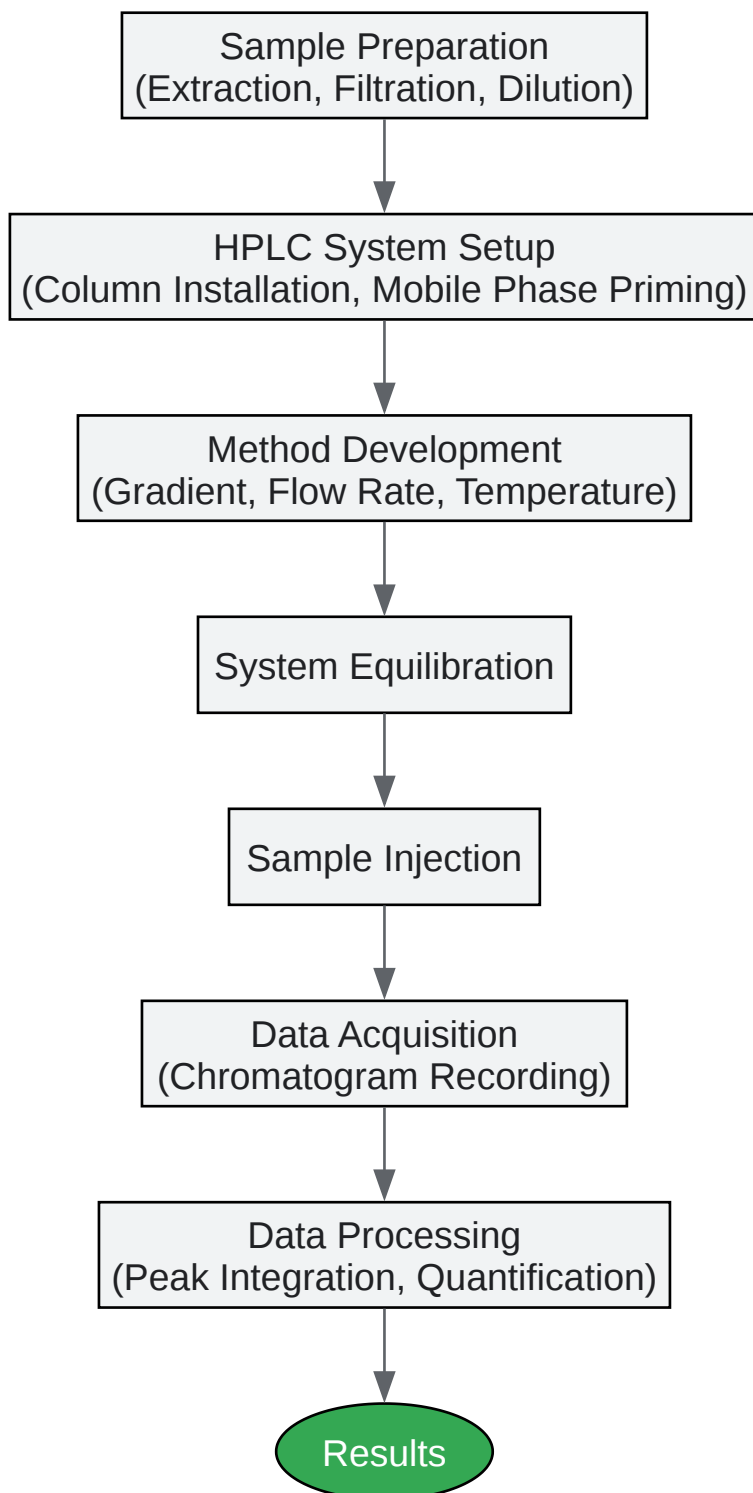 Sample Preparation
(Extraction, Filtration, Dilution)
HPLC System Setup
(Column Installation, Mobile Phase Priming)
Method Development
(Gradient, Flow Rate, Temperature)
System Equilibration
Sample Injection
Data Acquisition
(Chromatogram Recording)
Data Processing
(Peak Integration, Quantification)
Results